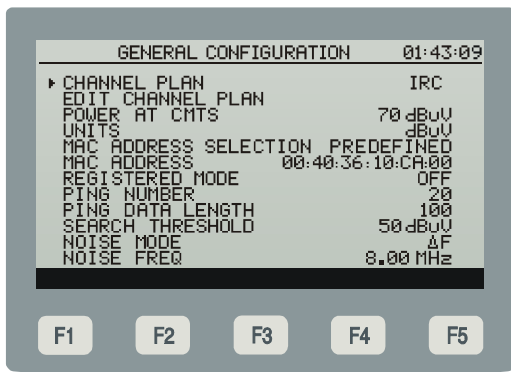 GENERAL CONFIGURATION 01:43:09
CHANNEL PLAN IRC
EDIT CHANNEL PLAN
POWER AT CMTS 70 dBuV
UNITS dBuV
MAC ADDRESS SELECTION PREDEFINED
MAC ADDRESS 00:40:36:10:CA:00
REGISTERED MODE OFF
PING NUMBER 20
PING DATA LENGTH 100
SEARCH THRESHOLD 50 dBuV
NOISE MODE ΔF
NOISE FREQ 8.00 MHz
F1 F2 F3 F4 F5